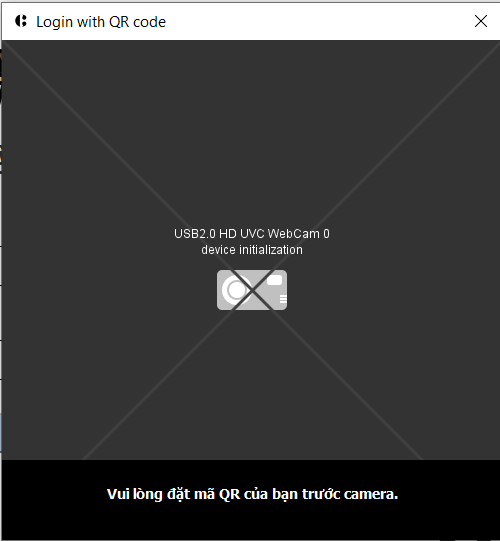 Login with QR code
USB2.0 HD UVC WebCam 0
device initialization
Vui lòng đặt mã QR của bạn trước camera.